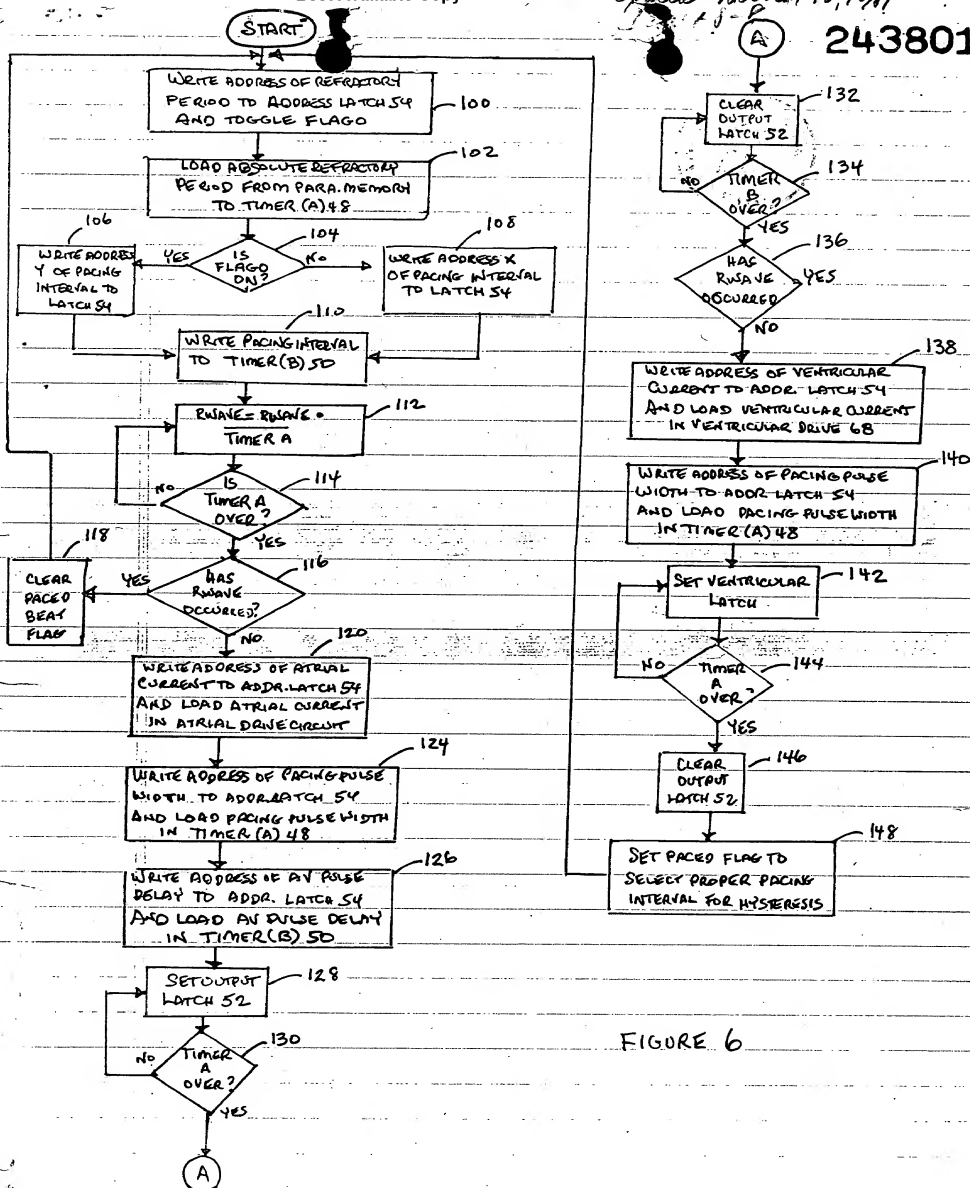 START
WRITE ADDRESS OF REFRACTORY
PERIOD TO ADDRESS LATCH 54
AND TOGGLE FLAGO
100
LOAD ABSOLUTE REFRACTORY
PERIOD FROM PARA. MEMORY
TO TIMER (A) 48
102
IS
FLAGO
ON?
104
YES
NO
106
WRITE ADDRESS
Y OF PACING
INTERVAL TO
LATCH 54
108
WRITE ADDRESS X
OF PACING INTERVAL
TO LATCH 54
110
WRITE PACING INTERVAL
TO TIMER (B) 50
RWAVE = RWAVE •
TIMER A
112
IS
TIMER A
OVER?
114
NO
YES
HAS
RWAVE
OCCURRED?
116
YES
NO
118
CLEAR
PACED
BEAT
FLAG
120
WRITE ADDRESS OF ATRIAL
CURRENT TO ADDR. LATCH 54
AND LOAD ATRIAL CURRENT
IN ATRIAL DRIVE CIRCUIT
124
WRITE ADDRESS OF PACING PULSE
WIDTH TO ADDR. LATCH 54
AND LOAD PACING PULSE WIDTH
IN TIMER (A) 48
126
WRITE ADDRESS OF AV PULSE
DELAY TO ADDR. LATCH 54
AND LOAD AV PULSE DELAY
IN TIMER (B) 50
SET OUTPUT
LATCH 52
128
TIMER
A
OVER?
130
NO
YES
A
A
243801
CLEAR
OUTPUT
LATCH 52
132
TIMER
B
OVER?
134
NO
YES
136
HAS
RWAVE
OCCURRED
YES
NO
138
WRITE ADDRESS OF VENTRICULAR
CURRENT TO ADDR. LATCH 54
AND LOAD VENTRICULAR CURRENT
IN VENTRICULAR DRIVE 68
140
WRITE ADDRESS OF PACING PULSE
WIDTH TO ADDR. LATCH 54
AND LOAD PACING PULSE WIDTH
IN TIMER (A) 48
SET VENTRICULAR
LATCH
142
TIMER
A
OVER?
144
NO
YES
CLEAR
OUTPUT
LATCH 52
146
148
SET PACED FLAG TO
SELECT PROPER PACING
INTERVAL FOR HYSTERESIS
FIGURE 6